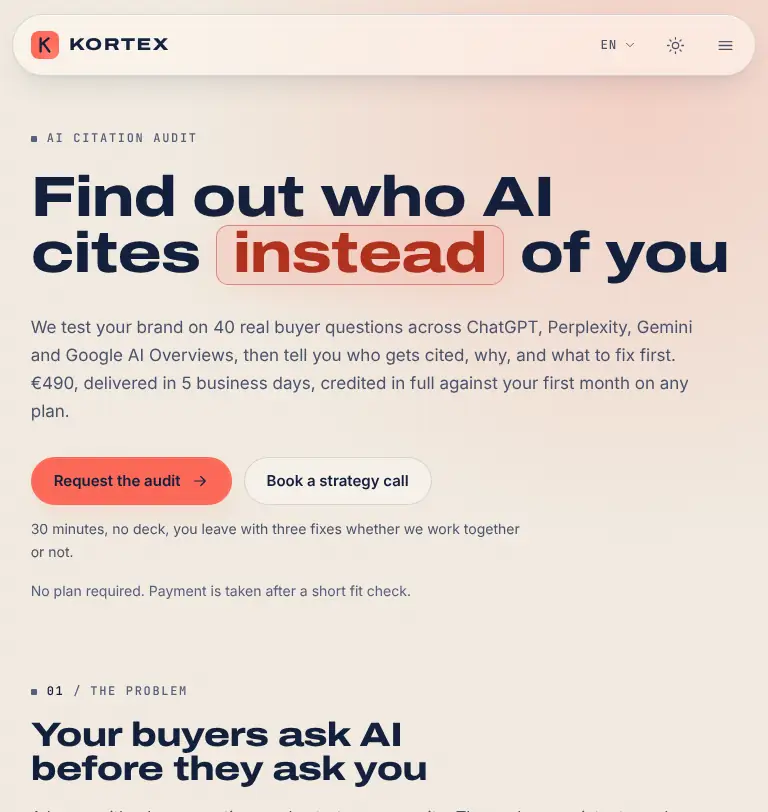 KORTEX
EN
AI CITATION AUDIT
Find out who AI
cites instead of you
We test your brand on 40 real buyer questions across ChatGPT, Perplexity, Gemini
and Google AI Overviews, then tell you who gets cited, why, and what to fix first.
€490, delivered in 5 business days, credited in full against your first month on any
plan.
Request the audit → Book a strategy call
30 minutes, no deck, you leave with three fixes whether we work together
or not.
No plan required. Payment is taken after a short fit check.
01 / THE PROBLEM
Your buyers ask AI
before they ask you